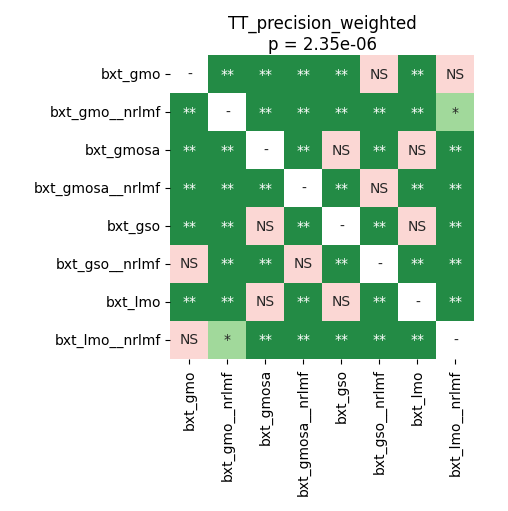 TT_precision_weighted
p = 2.35e-06
bxt_gmo - ** ** ** ** NS ** NS
bxt_gmo__nrlmf ** - ** ** ** ** ** *
bxt_gmosa ** ** - ** NS ** NS **
bxt_gmosa__nrlmf ** ** ** - ** NS ** **
bxt_gso ** ** NS ** - ** NS **
bxt_gso__nrlmf NS ** ** NS ** - ** **
bxt_lmo ** ** NS ** NS ** - **
bxt_lmo__nrlmf NS * ** ** ** ** ** -
bxt_gmo
bxt_gmo__nrlmf
bxt_gmosa
bxt_gmosa__nrlmf
bxt_gso
bxt_gso__nrlmf
bxt_lmo
bxt_lmo__nrlmf